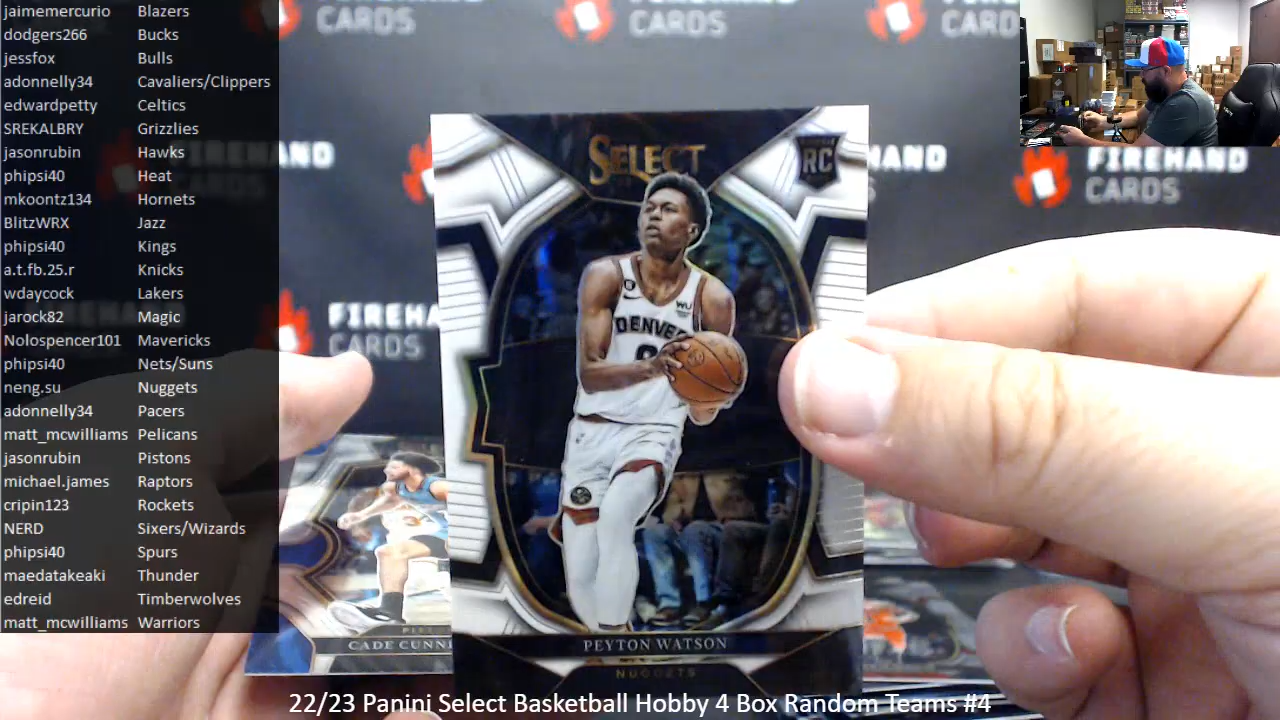 jaimemercurio Blazers
dodgers266 Bucks
jessfox Bulls
adonnelly34 Cavaliers/Clippers
edwardpetty Celtics
SREKALBRY Grizzlies
jasonrubin Hawks
phipsi40 Heat
mkoontz134 Hornets
BlitzWRX Jazz
phipsi40 Kings
a.t.fb.25.r Knicks
wdaycock Lakers
jarock82 Magic
Nolospencer101 Mavericks
phipsi40 Nets/Suns
neng.su Nuggets
adonnelly34 Pacers
matt_mcwilliams Pelicans
jasonrubin Pistons
michael.james Raptors
cripin123 Rockets
NERD Sixers/Wizards
phipsi40 Spurs
maedatakeaki Thunder
edreid Timberwolves
matt_mcwilliams Warriors
CARDS
CARDS
FIREHAND
CARDS
FIREHAND
CARDS
SELECT
RC
DENVER
PEYTON WATSON
NUGGETS
CADE CUNN
22/23 Panini Select Basketball Hobby 4 Box Random Teams #4